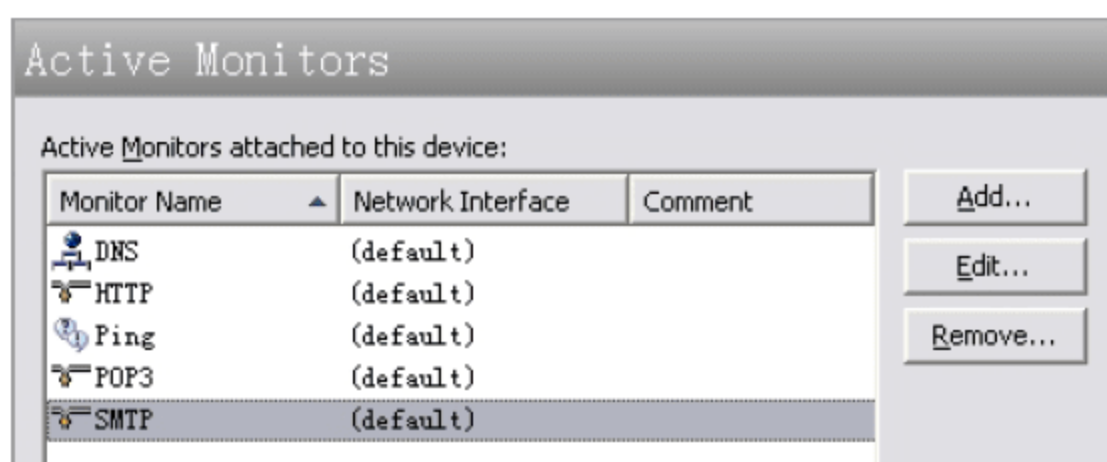 Active Monitors
Active Monitors attached to this device:
Monitor Name Network Interface Comment
Add...
DNS (default)
Edit...
HTTP (default)
Ping (default)
Remove...
POP3 (default)
SMTP (default)